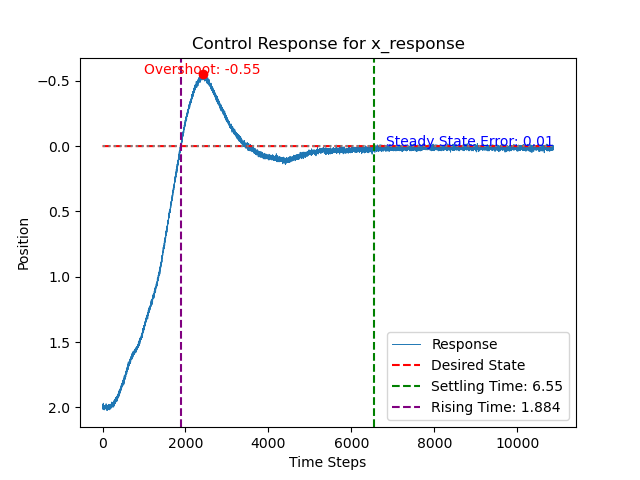 Control Response for x_response
Overshoot: -0.55
Steady State Error: 0.01
Position
−0.5
0.0
0.5
1.0
1.5
2.0
Response
Desired State
Settling Time: 6.55
Rising Time: 1.884
0
2000
4000
6000
8000
10000
Time Steps